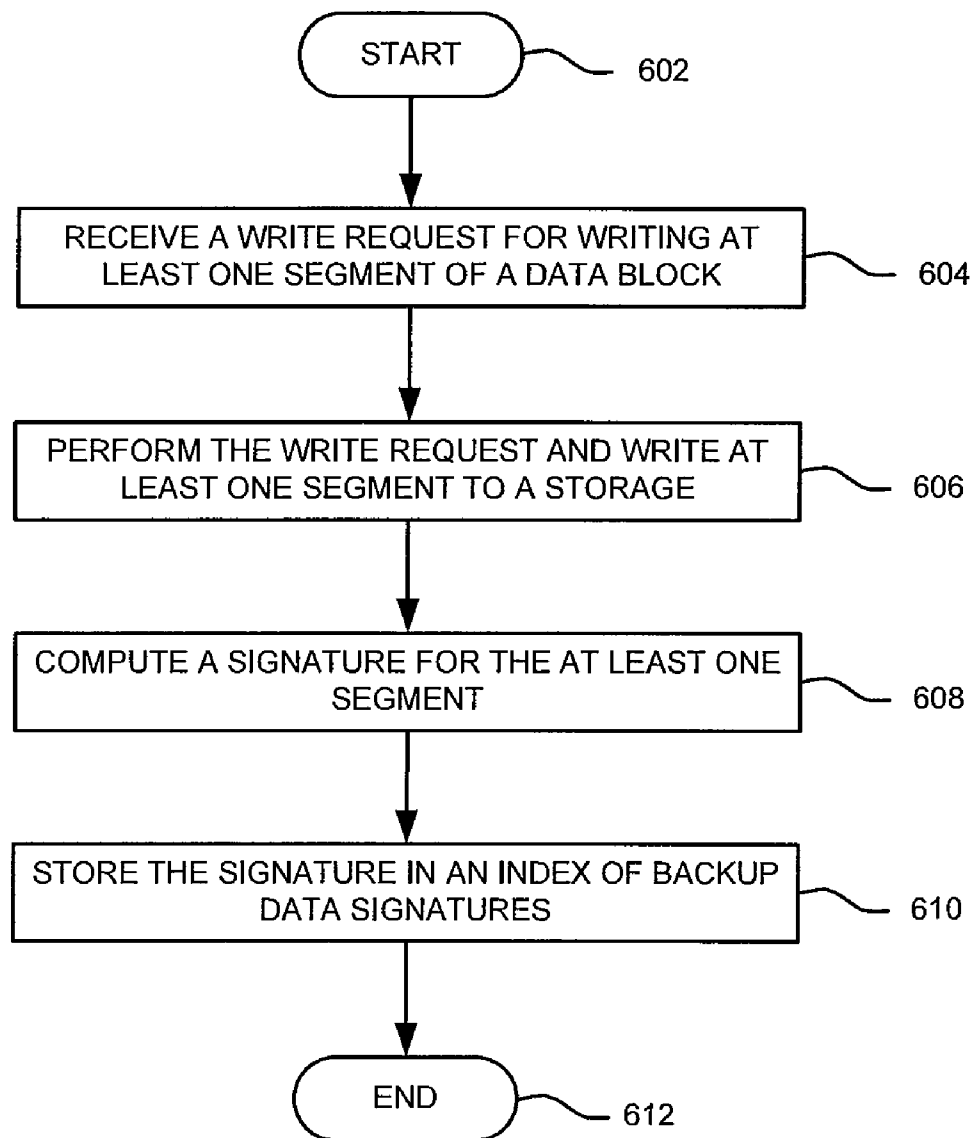 START
602
RECEIVE A WRITE REQUEST FOR WRITING AT
LEAST ONE SEGMENT OF A DATA BLOCK
604
PERFORM THE WRITE REQUEST AND WRITE AT
LEAST ONE SEGMENT TO A STORAGE
606
COMPUTE A SIGNATURE FOR THE AT LEAST ONE
SEGMENT
608
STORE THE SIGNATURE IN AN INDEX OF BACKUP
DATA SIGNATURES
610
END
612